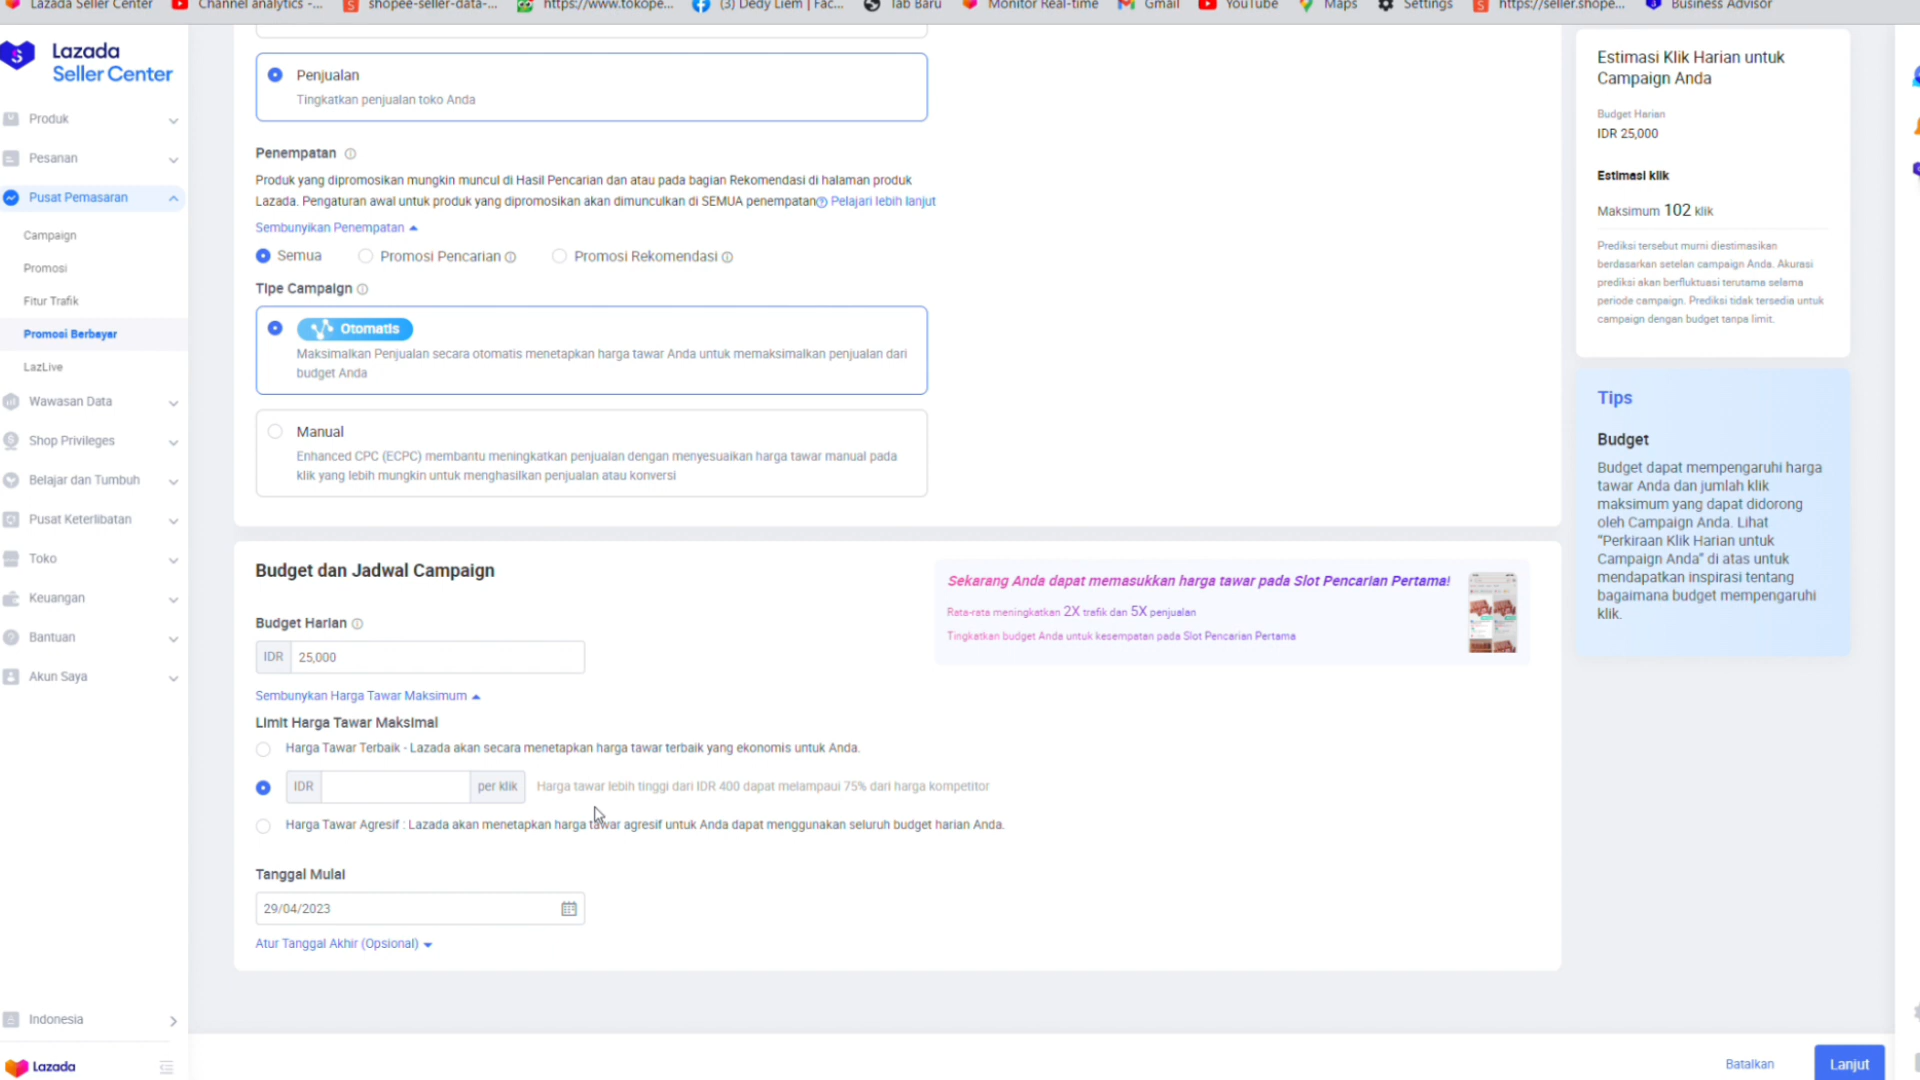 Lazada Seller Center
Channel analytics -...
shopee-seller-data-...
https://www.tokope...
(3) Dedy Liem | Fac...
Tab Baru
Monitor Real-time
Gmail
YouTube
Maps
Settings
https://seller.shope...
Business Advisor
Lazada
Seller Center
Produk
Pesanan
Pusat Pemasaran
Campaign
Promosi
Fitur Trafik
Promosi Berbayar
LazLive
Wawasan Data
Shop Privileges
Belajar dan Tumbuh
Pusat Keterlibatan
Toko
Keuangan
Bantuan
Akun Saya
Indonesia
Lazada
Penjualan
Tingkatkan penjualan toko Anda
Penempatan
Produk yang dipromosikan mungkin muncul di Hasil Pencarian dan atau pada bagian Rekomendasi di halaman produk
Lazada. Pengaturan awal untuk produk yang dipromosikan akan dimunculkan di SEMUA penempatan Pelajari lebih lanjut
Sembunyikan Penempatan
Semua Promosi Pencarian Promosi Rekomendasi
Tipe Campaign
Otomatis
Maksimalkan Penjualan secara otomatis menetapkan harga tawar Anda untuk memaksimalkan penjualan dari
budget Anda
Manual
Enhanced CPC (ECPC) membantu meningkatkan penjualan dengan menyesuaikan harga tawar manual pada
klik yang lebih mungkin untuk menghasilkan penjualan atau konversi
Budget dan Jadwal Campaign
Budget Harian
IDR 25,000
Sembunykan Harga Tawar Maksimum
Limit Harga Tawar Maksimal
Harga Tawar Terbaik - Lazada akan secara menetapkan harga tawar terbaik yang ekonomis untuk Anda.
IDR per klik Harga tawar lebih tinggi dari IDR 400 dapat melampaui 75% dari harga kompetitor
Harga Tawar Agresif : Lazada akan menetapkan harga tawar agresif untuk Anda dapat menggunakan seluruh budget harian Anda.
Tanggal Mulai
29/04/2023
Atur Tanggal Akhir (Opsional)
Sekarang Anda dapat memasukkan harga tawar pada Slot Pencarian Pertama!
Rata-rata meningkatkan 2X trafik dan 5X penjualan
Tingkatkan budget Anda untuk kesempatan pada Slot Pencarian Pertama
Estimasi Klik Harian untuk
Campaign Anda
Budget Harian
IDR 25,000
Estimasi klik
Maksimum 102 klik
Prediksi tersebut murni diestimasikan
berdasarkan setelan campaign Anda. Akurasi
prediksi akan berfluktuasi terutama selama
periode campaign. Prediksi tidak tersedia untuk
campaign dengan budget tanpa limit.
Tips
Budget
Budget dapat mempengaruhi harga
tawar Anda dan jumlah klik
maksimum yang dapat didorong
oleh Campaign Anda. Lihat
"Perkiraan Klik Harian untuk
Campaign Anda" di atas untuk
mendapatkan inspirasi tentang
bagaimana budget mempengaruhi
klik.
Batalkan
Lanjut